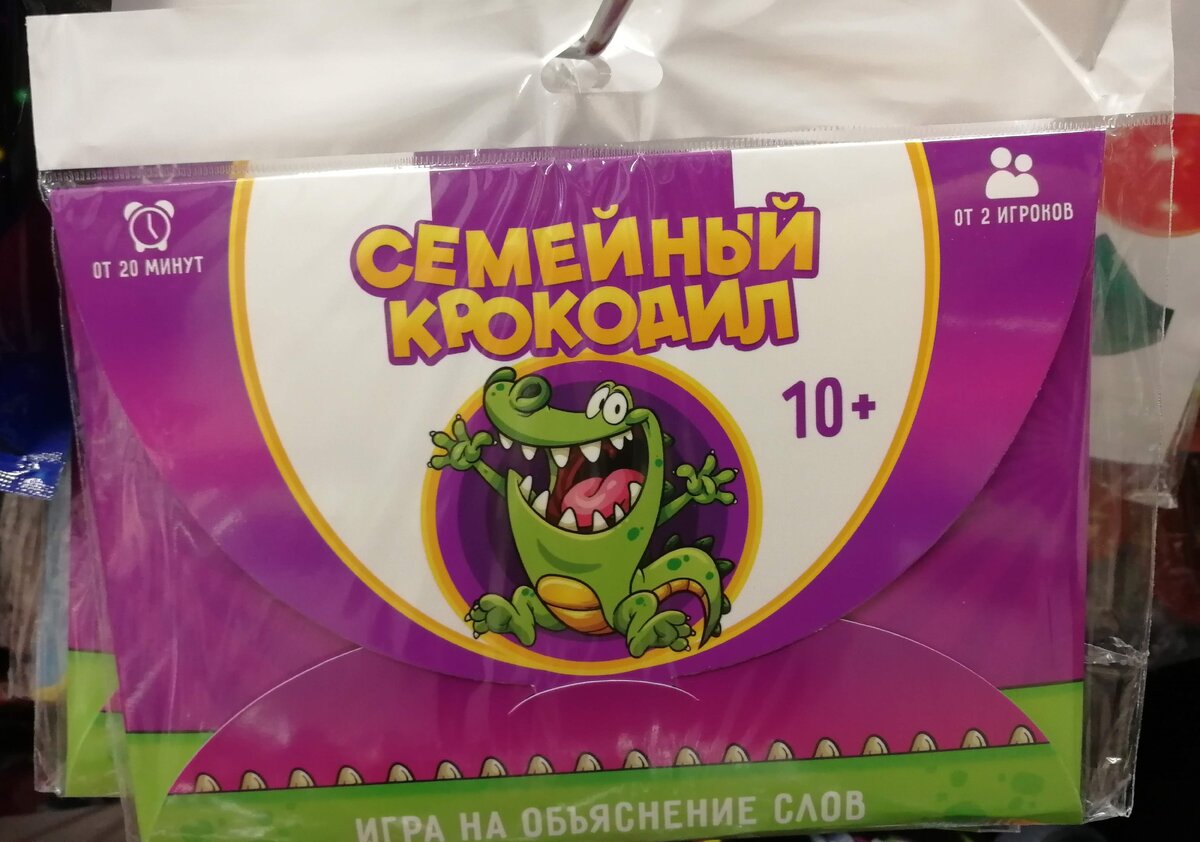 ОТ 20 МИНУТ
ОТ 2 ИГРОКОВ
СЕМЕЙНЫЙ
КРОКОДИЛ
10+
ИГРА НА ОБЪЯСНЕНИЕ СЛОВ